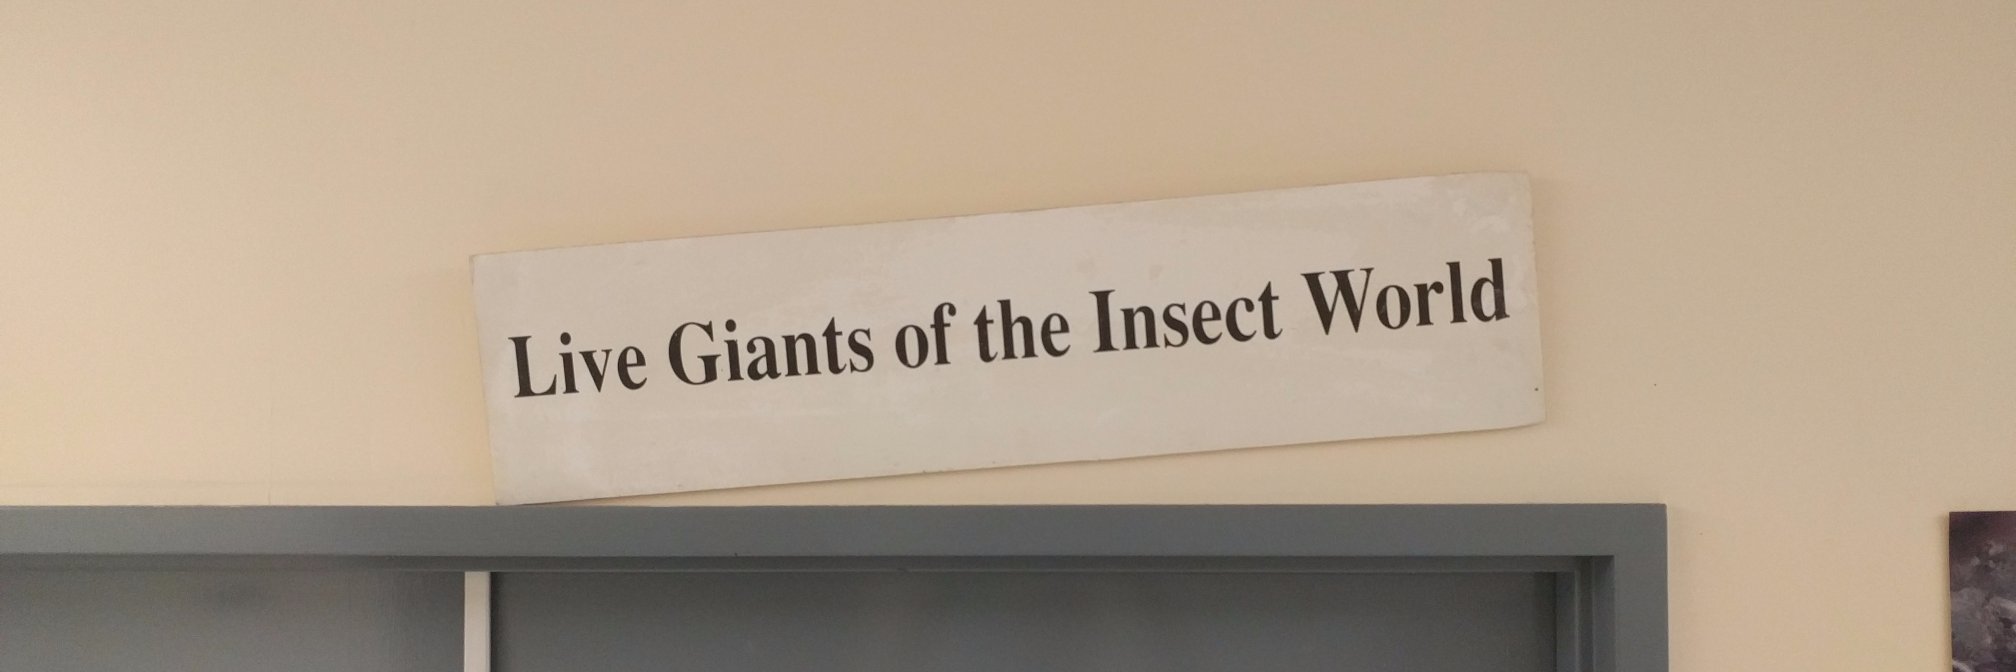 Live Giants of the Insect World